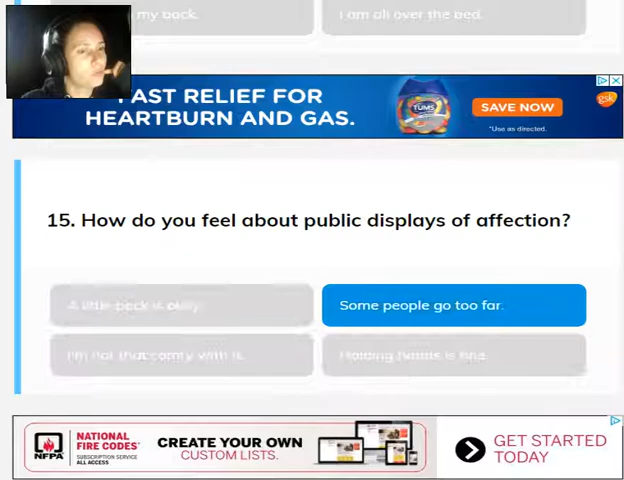 my back.
I am all over the bed.
FAST RELIEF FOR
HEARTBURN AND GAS.
TUMS
SAVE NOW
*Use as directed.
gsk
15. How do you feel about public displays of affection?
A little peck is okay.
Some people go too far.
I'm not that comfy with it.
Holding hands is fine.
NFPA
NATIONAL
FIRE CODES
SUBSCRIPTION SERVICE
ALL ACCESS
CREATE YOUR OWN
CUSTOM LISTS.
GET STARTED
TODAY